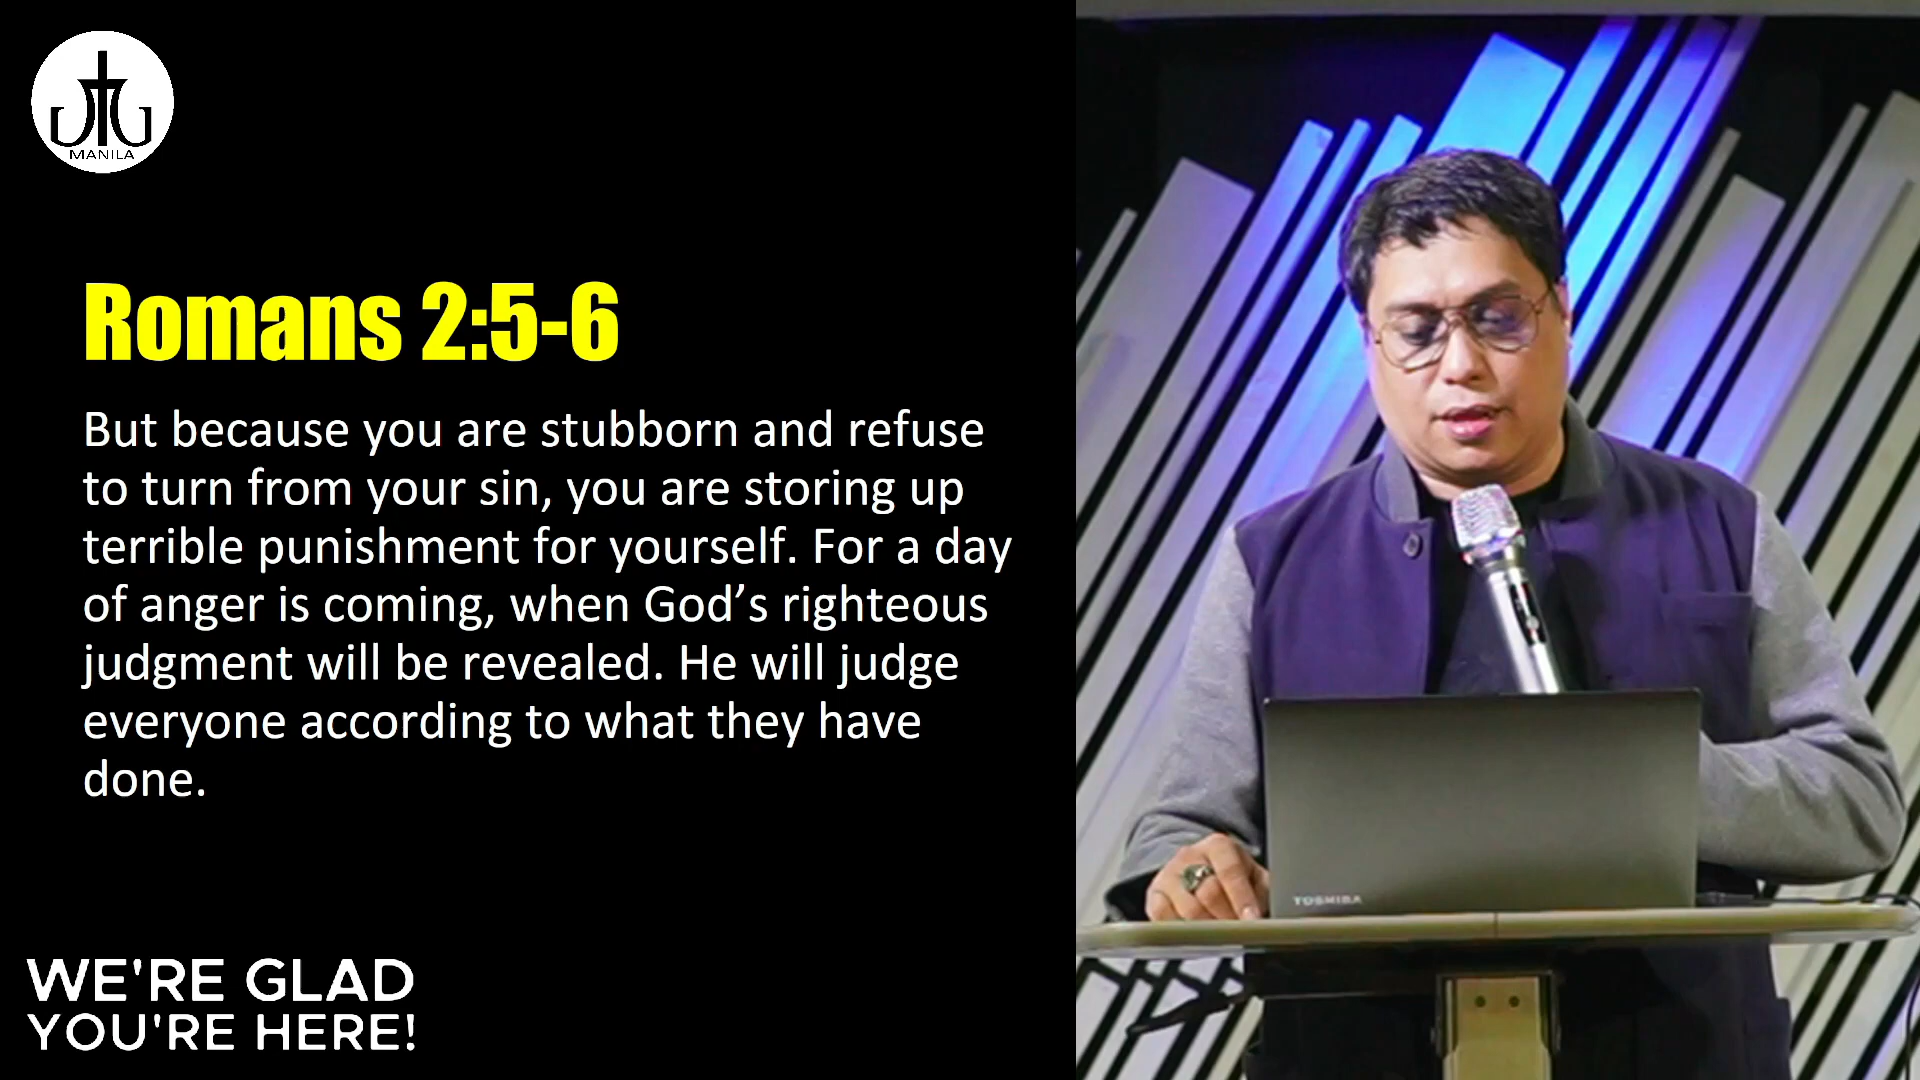 MANILA
Romans 2:5-6
But because you are stubborn and refuse
to turn from your sin, you are storing up
terrible punishment for yourself. For a day
of anger is coming, when God’s righteous
judgment will be revealed. He will judge
everyone according to what they have
done.
WE'RE GLAD
YOU'RE HERE!
TOSHIBA